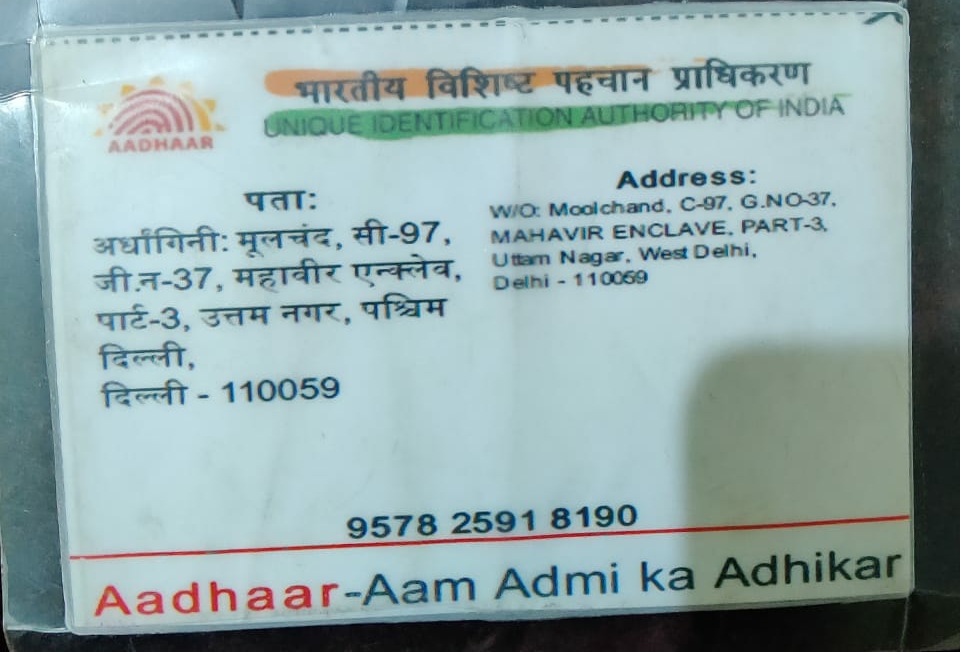 भारतीय विशिष्ट पहचान प्राधिकरण
UNIQUE IDENTIFICATION AUTHORITY OF INDIA
AADHAAR
पता:
अर्धांगिनी: मूलचंद, सी-97,
जी.न-37, महावीर एन्क्लेव,
पार्ट-3, उत्तम नगर, पश्चिम
दिल्ली,
दिल्ली - 110059
Address:
W/O: Moolchand, C-97, G.NO-37,
MAHAVIR ENCLAVE, PART-3,
Uttam Nagar, West Delhi,
Delhi - 110059
9578 2591 8190
Aadhaar-Aam Admi ka Adhikar